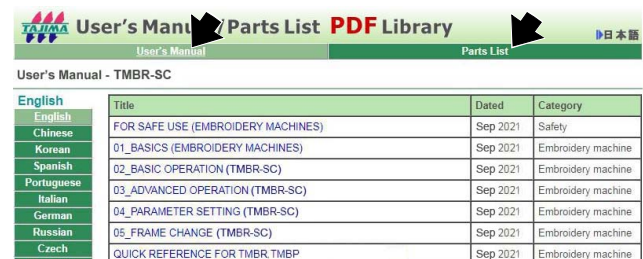 TAJIMA User's Manu /Parts List PDF Library
日本語
User's Manual Parts List
User's Manual - TMBR-SC
English
English
Chinese
Korean
Spanish
Portuguese
Italian
German
Russian
Czech
Title Dated Category
FOR SAFE USE (EMBROIDERY MACHINES) Sep 2021 Safety
01_BASICS (EMBROIDERY MACHINES) Sep 2021 Embroidery machine
02_BASIC OPERATION (TMBR-SC) Sep 2021 Embroidery machine
03_ADVANCED OPERATION (TMBR-SC) Sep 2021 Embroidery machine
04_PARAMETER SETTING (TMBR-SC) Sep 2021 Embroidery machine
05_FRAME CHANGE (TMBR-SC) Sep 2021 Embroidery machine
QUICK REFERENCE FOR TMBR,TMBP Sep 2021 Embroidery machine